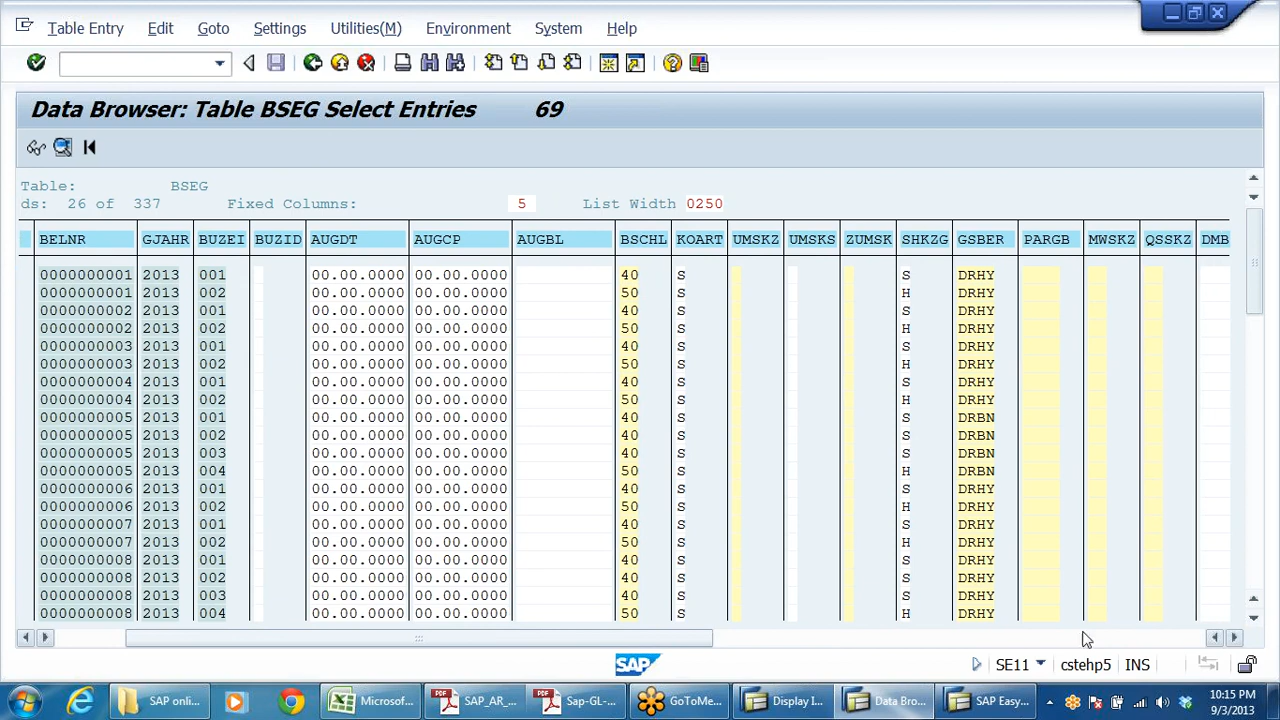 Table Entry Edit Goto Settings Utilities(M) Environment System Help
Data Browser: Table BSEG Select Entries 69
Table: BSEG
ds: 26 of 337 Fixed Columns: 5 List Width 0250
BELNR GJAHR BUZEI BUZID AUGDT AUGCP AUGBL BSCHL KOART UMSKZ UMSKS ZUMSK SHKZG GSBER PARGB MWSKZ QSSKZ DMB
0000000001 2013 001 00.00.0000 00.00.0000 40 S S DRHY
0000000001 2013 002 00.00.0000 00.00.0000 50 S H DRHY
0000000002 2013 001 00.00.0000 00.00.0000 40 S S DRHY
0000000002 2013 002 00.00.0000 00.00.0000 50 S H DRHY
0000000003 2013 001 00.00.0000 00.00.0000 40 S S DRHY
0000000003 2013 002 00.00.0000 00.00.0000 50 S H DRHY
0000000004 2013 001 00.00.0000 00.00.0000 40 S S DRHY
0000000004 2013 002 00.00.0000 00.00.0000 50 S H DRHY
0000000005 2013 001 00.00.0000 00.00.0000 40 S S DRBN
0000000005 2013 002 00.00.0000 00.00.0000 40 S S DRBN
0000000005 2013 003 00.00.0000 00.00.0000 40 S S DRBN
0000000005 2013 004 00.00.0000 00.00.0000 50 S H DRBN
0000000006 2013 001 00.00.0000 00.00.0000 40 S S DRHY
0000000006 2013 002 00.00.0000 00.00.0000 50 S H DRHY
0000000007 2013 001 00.00.0000 00.00.0000 40 S S DRHY
0000000007 2013 002 00.00.0000 00.00.0000 50 S H DRHY
0000000008 2013 001 00.00.0000 00.00.0000 40 S S DRHY
0000000008 2013 002 00.00.0000 00.00.0000 40 S S DRHY
0000000008 2013 003 00.00.0000 00.00.0000 40 S S DRHY
0000000008 2013 004 00.00.0000 00.00.0000 50 S H DRHY
SAP SE11 cstehp5 INS
SAP onli... Microsof... SAP_AR_... Sap-GL-... GoToMe... Display I... Data Bro... SAP Easy... 10:15 PM
9/3/2013